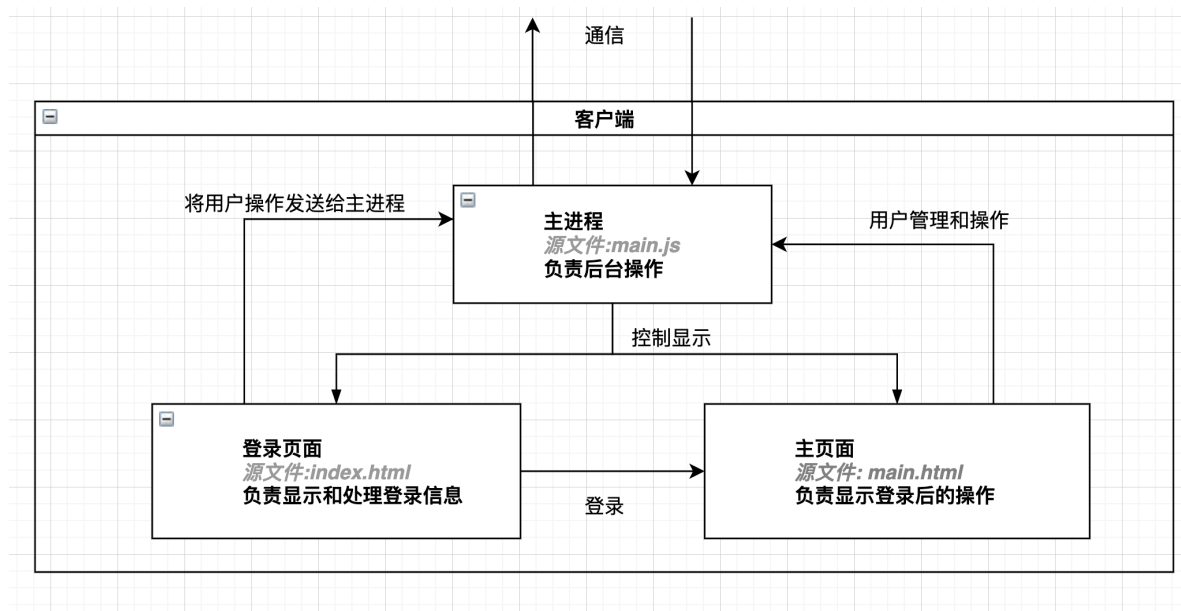 通信
客户端
将用户操作发送给主进程
主进程
源文件:main.js
负责后台操作
用户管理和操作
控制显示
登录页面
源文件:index.html
负责显示和处理登录信息
登录
主页面
源文件: main.html
负责显示登录后的操作